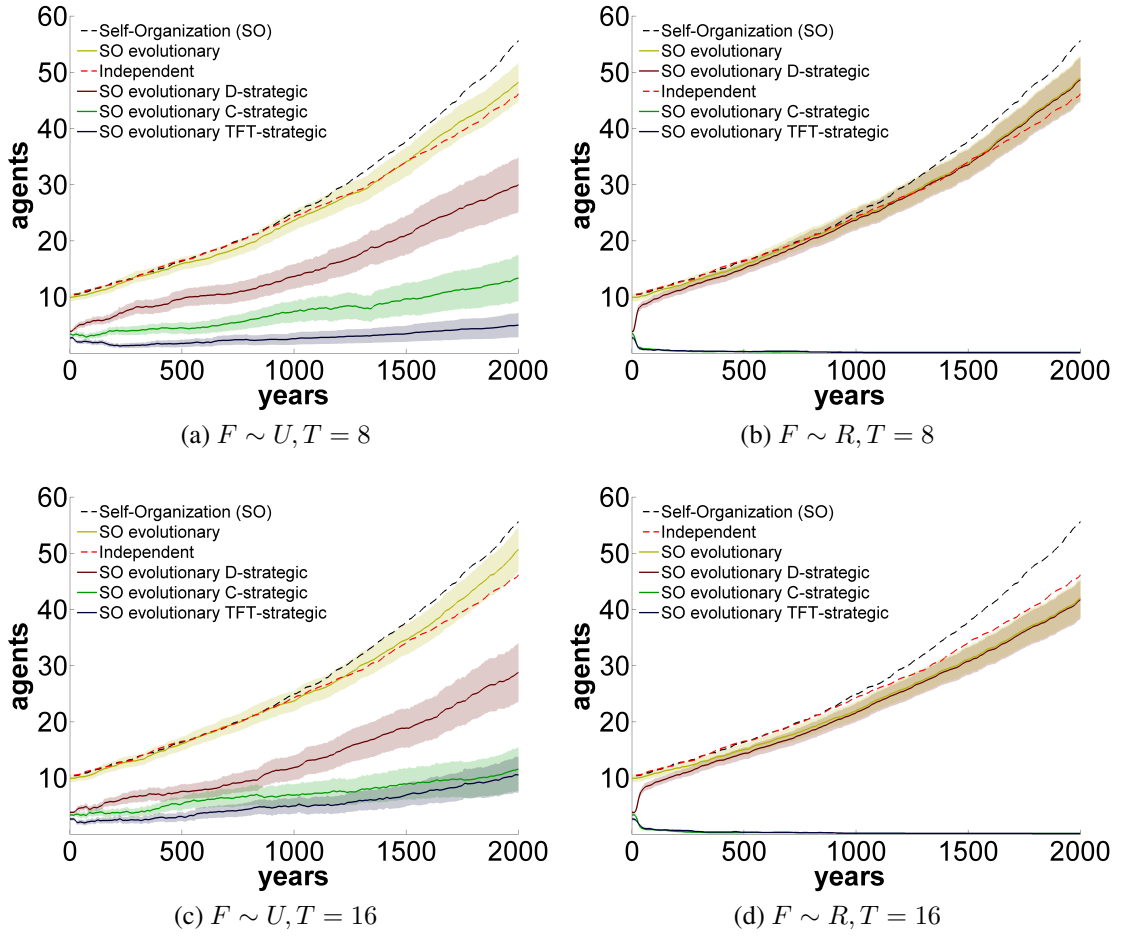 60
50
40
30
20
10
agents
Self-Organization (SO)
SO evolutionary
Independent
SO evolutionary D-strategic
SO evolutionary C-strategic
SO evolutionary TFT-strategic
0 500 1000 1500 2000
years
(a) F ∼ U, T = 8
60
50
40
30
20
10
agents
Self-Organization (SO)
SO evolutionary
SO evolutionary D-strategic
Independent
SO evolutionary C-strategic
SO evolutionary TFT-strategic
0 500 1000 1500 2000
years
(b) F ∼ R, T = 8
60
50
40
30
20
10
agents
Self-Organization (SO)
SO evolutionary
Independent
SO evolutionary D-strategic
SO evolutionary C-strategic
SO evolutionary TFT-strategic
0 500 1000 1500 2000
years
(c) F ∼ U, T = 16
60
50
40
30
20
10
agents
Self-Organization (SO)
Independent
SO evolutionary
SO evolutionary D-strategic
SO evolutionary C-strategic
SO evolutionary TFT-strategic
0 500 1000 1500 2000
years
(d) F ∼ R, T = 16